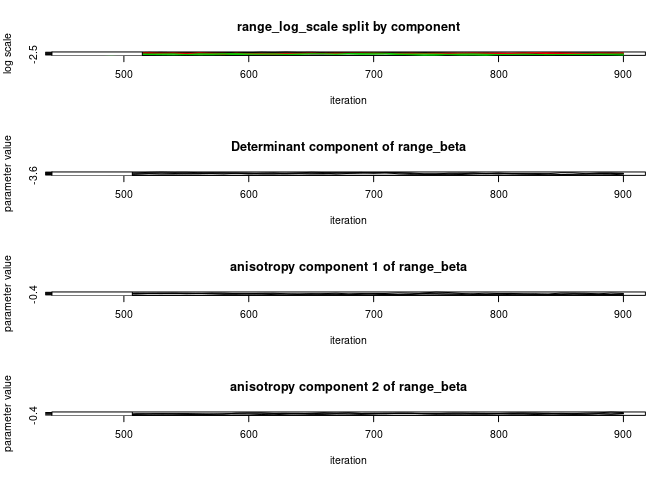 range_log_scale split by component
log scale
-2.5
500 600 700 800 900
iteration
Determinant component of range_beta
parameter value
-3.6
500 600 700 800 900
iteration
anisotropy component 1 of range_beta
parameter value
-0.4
500 600 700 800 900
iteration
anisotropy component 2 of range_beta
parameter value
-0.4
500 600 700 800 900
iteration